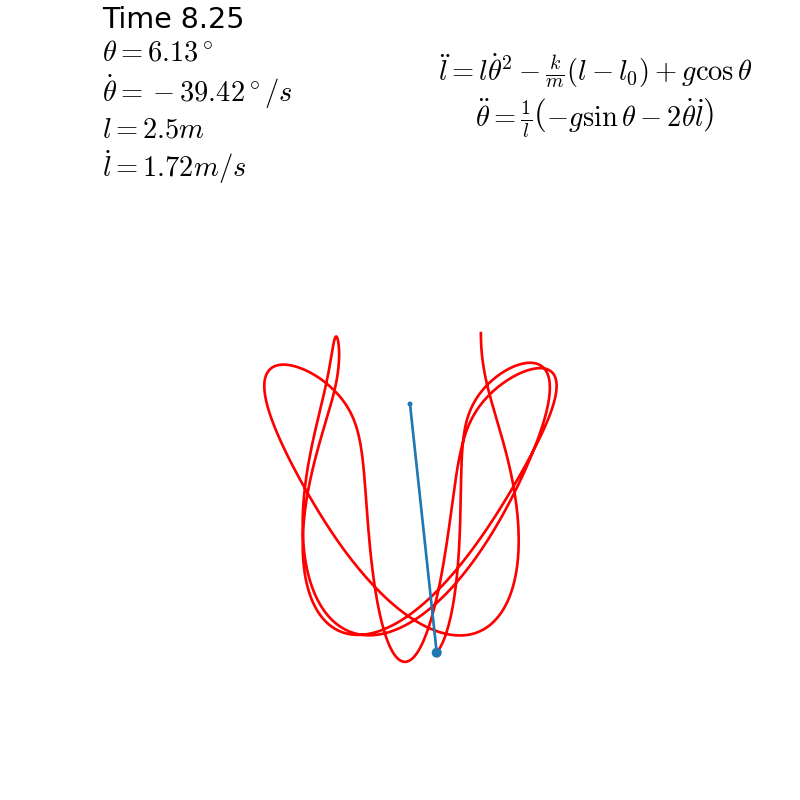 Time 8.25
θ = 6.13°
θ̇ = −39.42°/s
l = 2.5m
l̇ = 1.72m/s
l̈ = lθ̇² − k/m(l − l₀) + g cos θ
θ̈ = 1/l(−g sin θ − 2θ̇l̇)